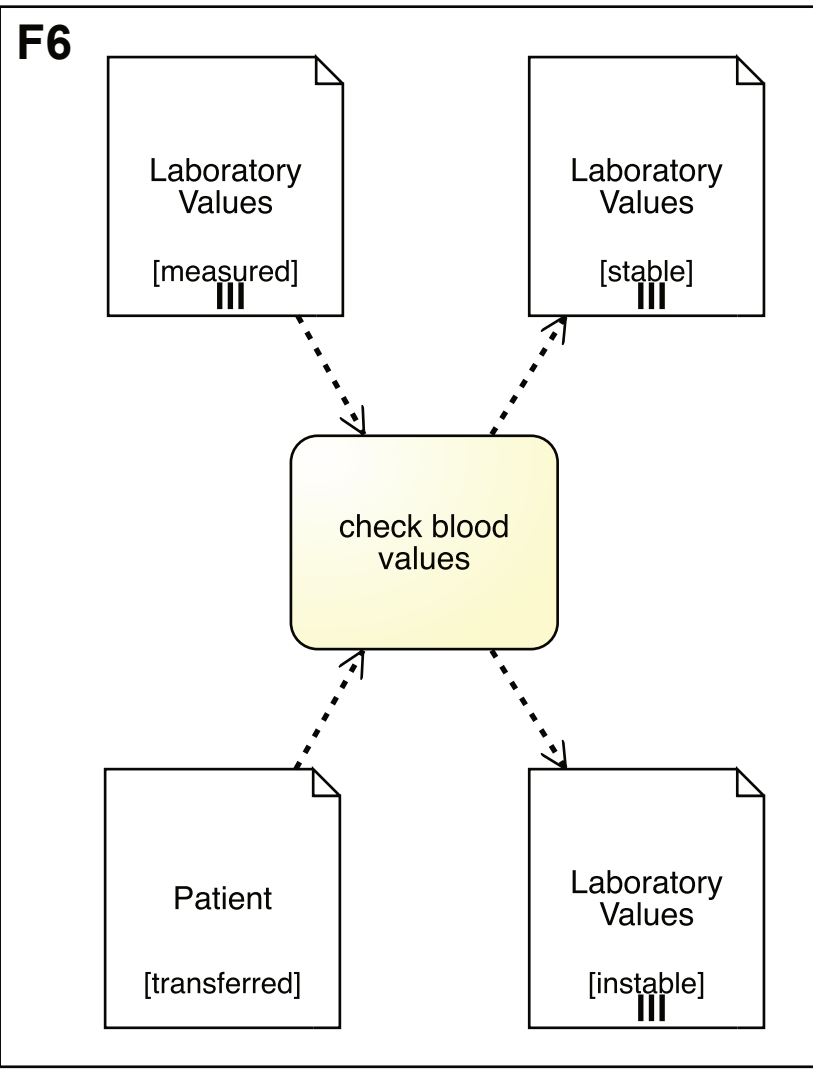 F6
Laboratory
Values
[measured]
Laboratory
Values
[stable]
check blood
values
Patient
[transferred]
Laboratory
Values
[instable]